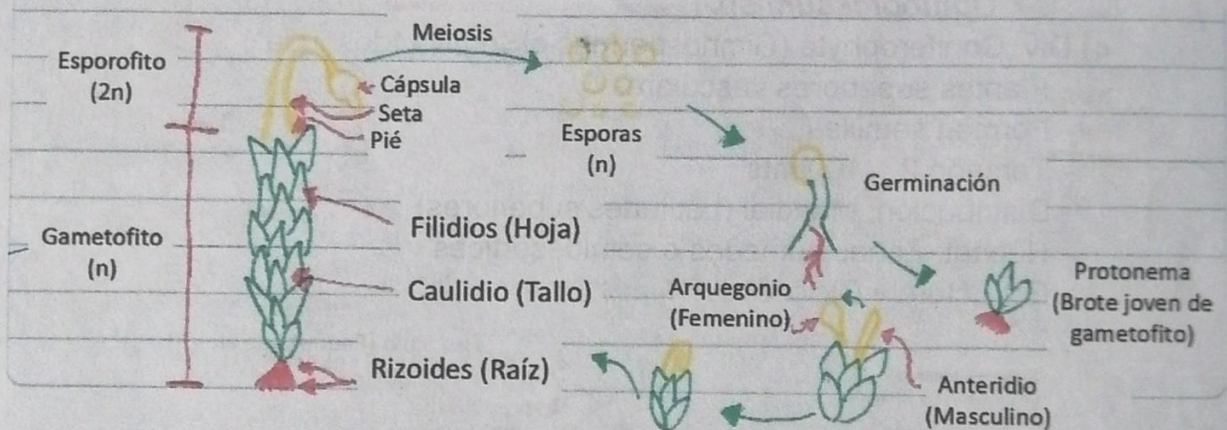 Meiosis
Esporofito
(2n)
Cápsula
Seta
Pié
Esporas
(n)
Germinación
Filidios (Hoja)
Gametofito
(n)
Caulidio (Tallo)
Arquegonio
(Femenino)
Protonema
(Brote joven de
gametofito)
Rizoides (Raíz)
Anteridio
(Masculino)